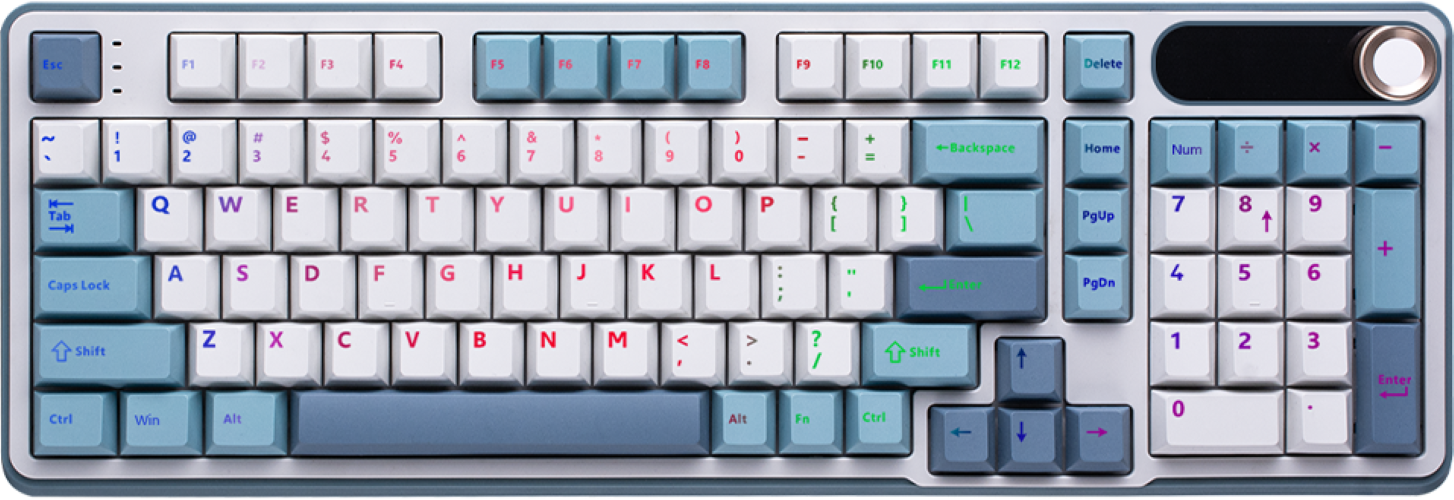 Esc F1 F2 F3 F4 F5 F6 F7 F8 F9 F10 F11 F12 Delete
~ ! @ # $ % ^ & * ( ) – +
` 1 2 3 4 5 6 7 8 9 0 - = ←Backspace Home Num ÷ × −
Tab Q W E R T Y U I O P { } | PgUp 7 8 ↑ 9
[ ] \
+
Caps Lock A S D F G H J K L : " Enter PgDn 4 5 6
; '
⇧ Shift Z X C V B N M < > ? ⇧ Shift ↑ 1 2 3
, . /
Enter
Ctrl Win Alt Alt Fn Ctrl ← ↓ → 0 .